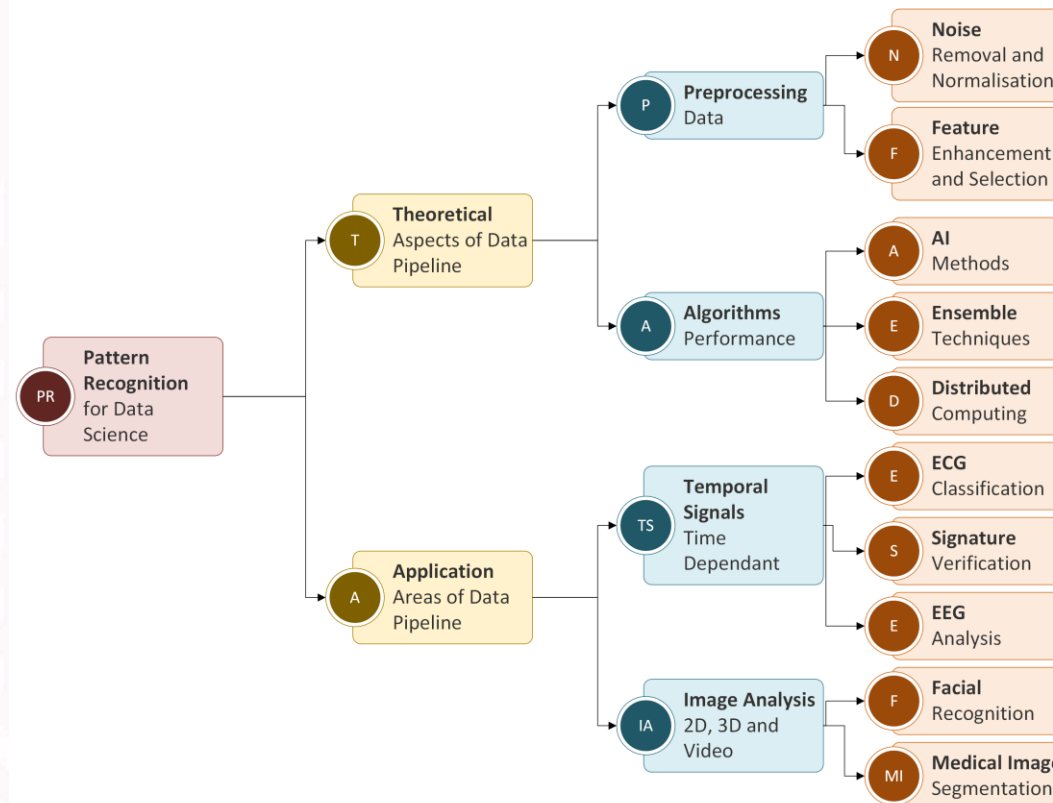 PR
Pattern
Recognition
for Data
Science
T
Theoretical
Aspects of Data
Pipeline
A
Application
Areas of Data
Pipeline
P
Preprocessing
Data
A
Algorithms
Performance
TS
Temporal
Signals
Time
Dependant
IA
Image Analysis
2D, 3D and
Video
N
Noise
Removal and
Normalisation
F
Feature
Enhancement
and Selection
A
AI
Methods
E
Ensemble
Techniques
D
Distributed
Computing
E
ECG
Classification
S
Signature
Verification
E
EEG
Analysis
F
Facial
Recognition
MI
Medical Image
Segmentation